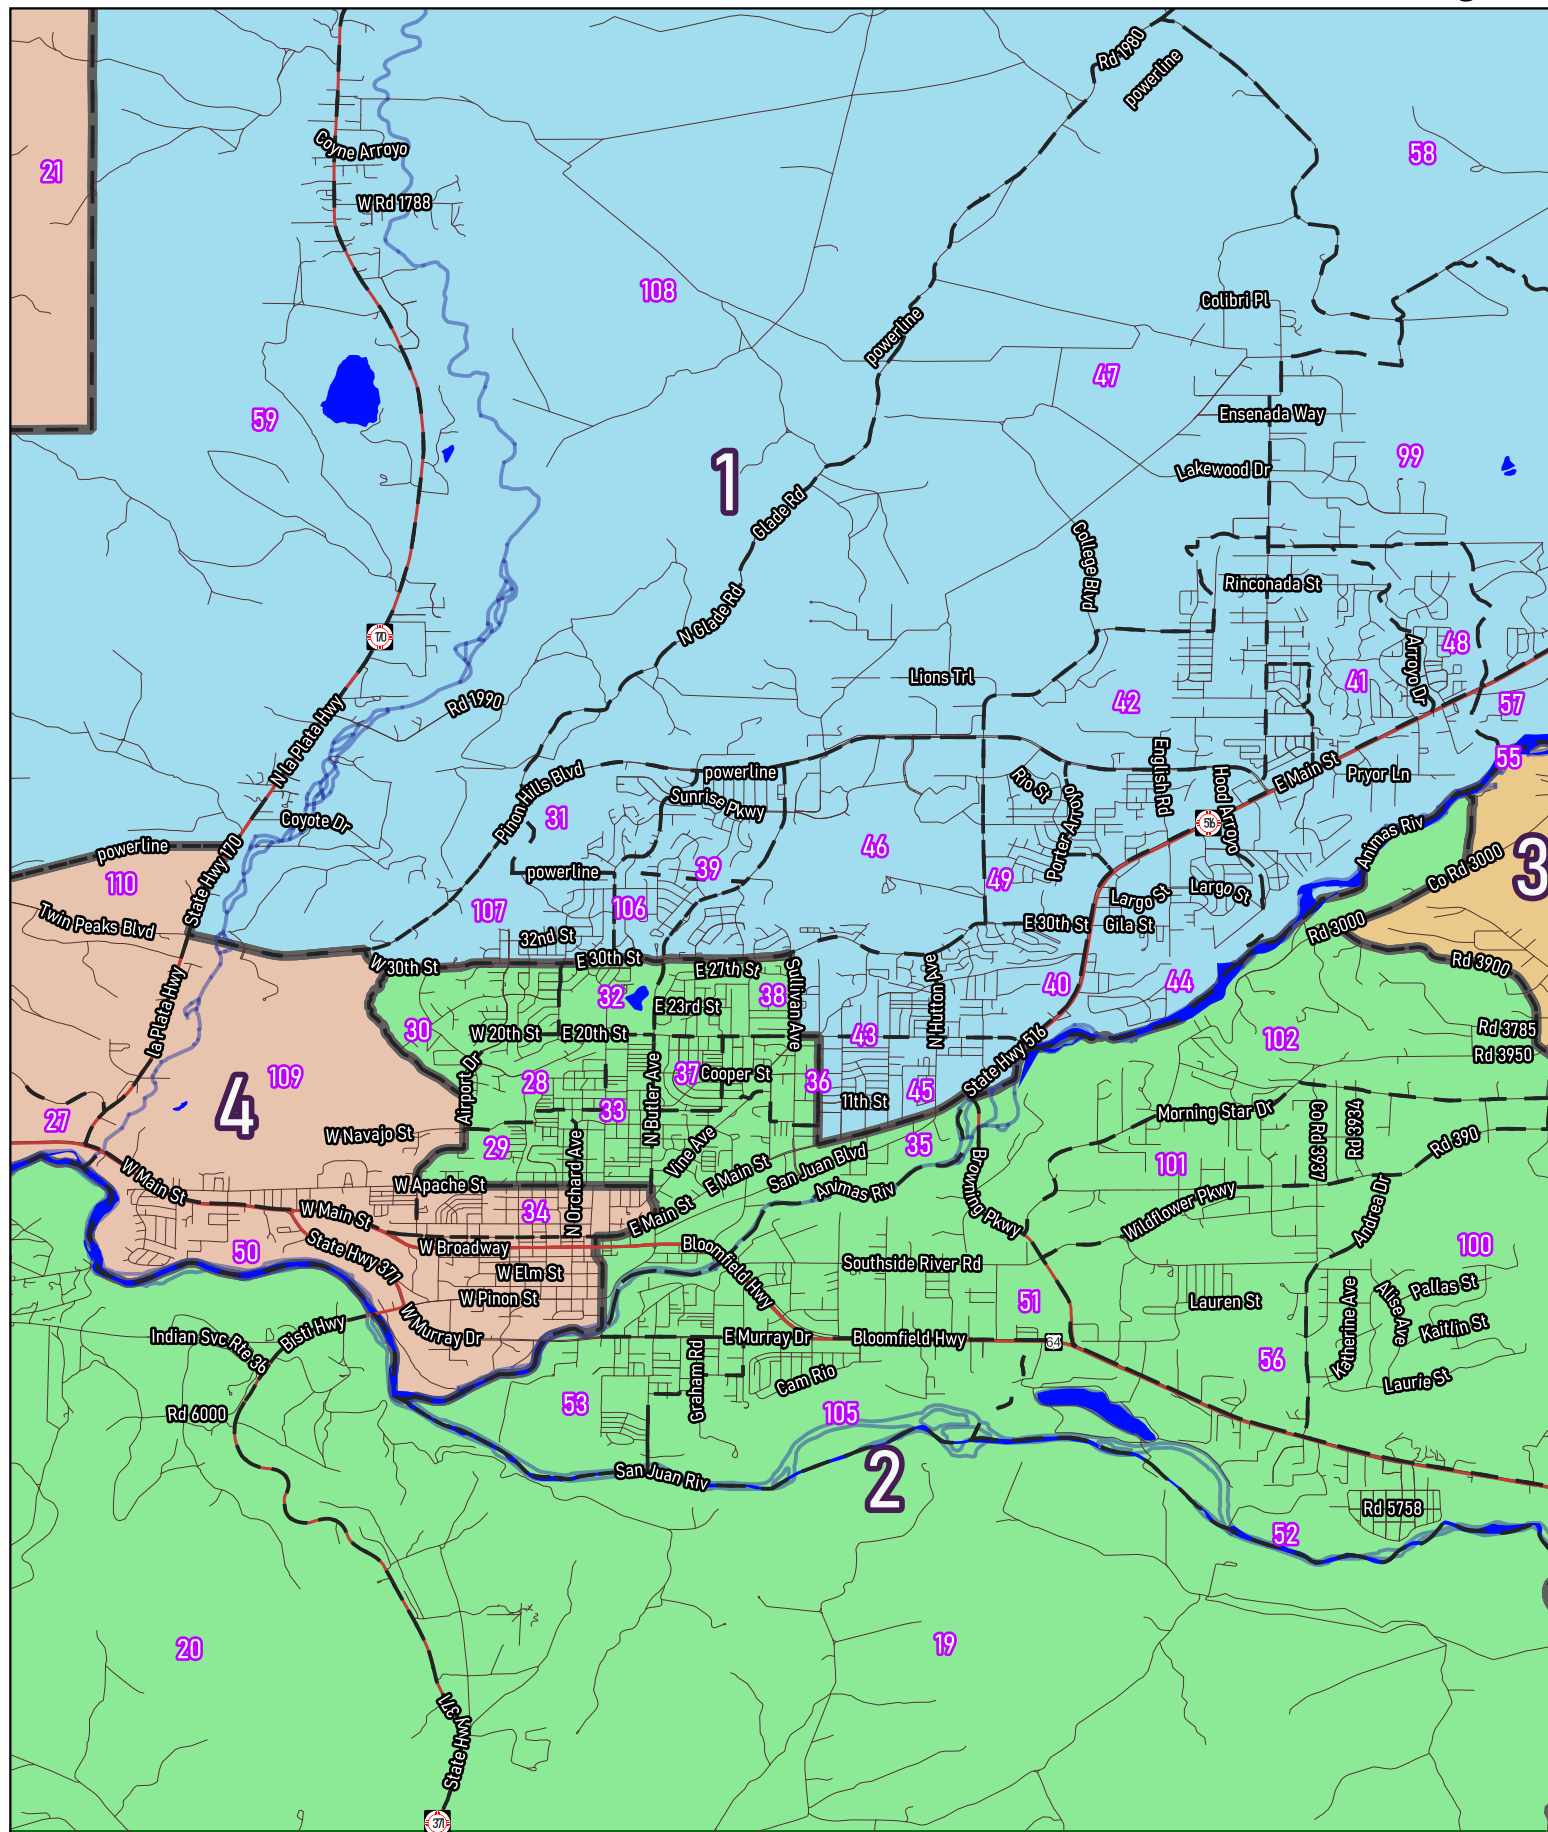 Rd 1980
powerline
Coyne Arroyo
21
58
W Rd 1788
108
Colibri Pl
powerline
47
59
Ensenada Way
99
Lakewood Dr
1
Glade Rd
College Blvd
Rinconada St
N Glade Rd
170
48
Arroyo Dr
Lions Trl
41
Rd 1990
42
57
N la Plata Hwy
55
English Rd
powerline
Pryor Ln
E Main St
Rio St
Hood Arroyo
Pinon Hills Blvd
Sunrise Pkwy
31
Coyote Dr
516
Porter Arroyo
Animas Riv
46
powerline
State Hwy 170
39
powerline
49
Co Rd 3000
3
110
Largo St
Largo St
107
106
Twin Peaks Blvd
E 30th St
Gila St
Rd 3000
32nd St
W 30th St
E 30th St
E 27th St
Rd 3900
40
44
la Plata Hwy
32
38
E 23rd St
Sullivan Ave
N Hutton Ave
30
W 20th St
E 20th St
43
102
Rd 3785
Rd 3950
State Hwy 516
109
28
37
Cooper St
36
45
4
Airport Dr
33
N Butler Ave
11th St
Morning Star Dr
27
W Navajo St
29
N Orchard Ave
Vine Ave
35
Co Rd 3937
Rd 3934
Rd 390
San Juan Blvd
101
W Main St
W Apache St
E Main St
Animas Riv
Browning Pkwy
Wildflower Pkwy
Andrea Dr
34
W Main St
E Main St
100
50
State Hwy 371
W Broadway
Bloomfield Hwy
Southside River Rd
W Elm St
W Pinon St
51
Lauren St
Katherine Ave
Alise Ave
Pallas St
Bisti Hwy
W Murray Dr
E Murray Dr
Bloomfield Hwy
64
Kaitlin St
Indian Svc Rte 36
56
Graham Rd
Cam Rio
Laurie St
Rd 6000
53
105
2
San Juan Riv
Rd 5758
52
20
19
State Hwy 371
371